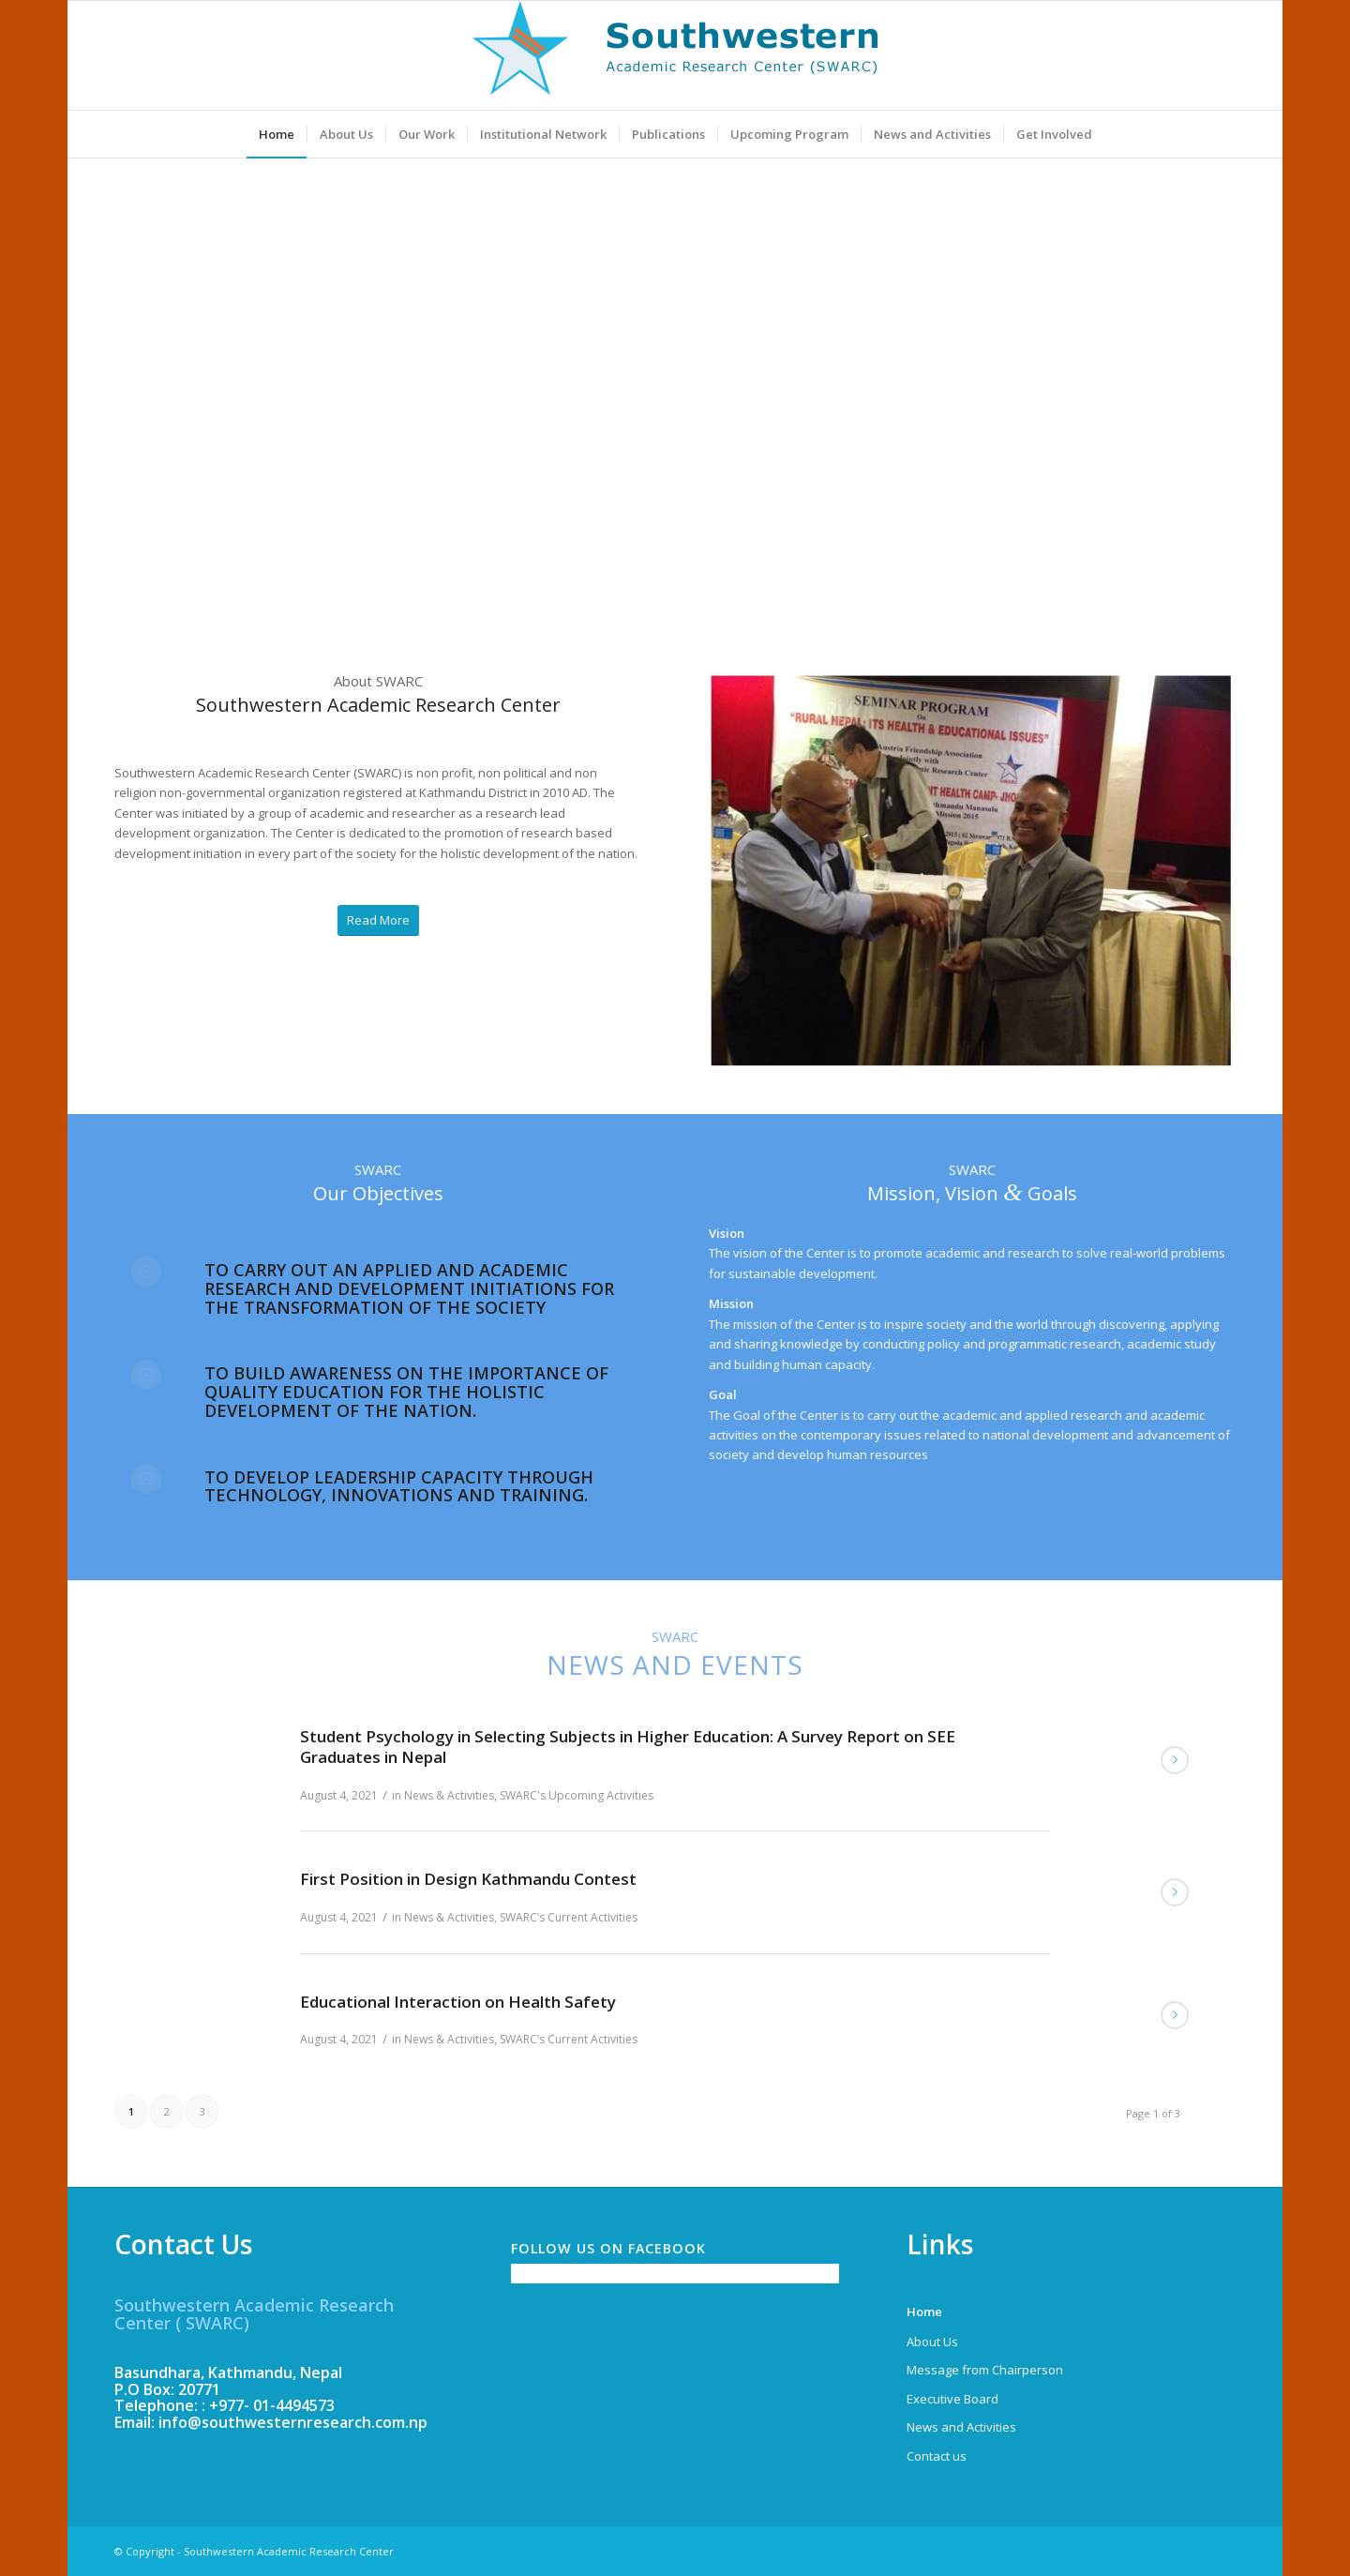 Southwestern
Academic Research Center (SWARC)
Home
About Us
Our Work
Institutional Network
Publications
Upcoming Program
News and Activities
Get Involved
About SWARC
Southwestern Academic Research Center
Southwestern Academic Research Center (SWARC) is non profit, non political and non
religion non-governmental organization registered at Kathmandu District in 2010 AD. The
Center was initiated by a group of academic and researcher as a research lead
development organization. The Center is dedicated to the promotion of research based
development initiation in every part of the society for the holistic development of the nation.
Read More
SEMINAR PROGRAM
On
"RURAL NEPAL: ITS HEALTH & EDUCATIONAL ISSUES"
Austria Friendship Association
Jointly with
Research Center
HEALTH CAMP-
Mission 2015
SWARC
Our Objectives
TO CARRY OUT AN APPLIED AND ACADEMIC
RESEARCH AND DEVELOPMENT INITIATIONS FOR
THE TRANSFORMATION OF THE SOCIETY
TO BUILD AWARENESS ON THE IMPORTANCE OF
QUALITY EDUCATION FOR THE HOLISTIC
DEVELOPMENT OF THE NATION.
TO DEVELOP LEADERSHIP CAPACITY THROUGH
TECHNOLOGY, INNOVATIONS AND TRAINING.
SWARC
Mission, Vision & Goals
Vision
The vision of the Center is to promote academic and research to solve real-world problems
for sustainable development.
Mission
The mission of the Center is to inspire society and the world through discovering, applying
and sharing knowledge by conducting policy and programmatic research, academic study
and building human capacity.
Goal
The Goal of the Center is to carry out the academic and applied research and academic
activities on the contemporary issues related to national development and advancement of
society and develop human resources
SWARC
NEWS AND EVENTS
Student Psychology in Selecting Subjects in Higher Education: A Survey Report on SEE
Graduates in Nepal
August 4, 2021 / in News & Activities, SWARC's Upcoming Activities
First Position in Design Kathmandu Contest
August 4, 2021 / in News & Activities, SWARC’s Current Activities
Educational Interaction on Health Safety
August 4, 2021 / in News & Activities, SWARC’s Current Activities
1
2
3
Page 1 of 3
Contact Us
Southwestern Academic Research
Center ( SWARC)
Basundhara, Kathmandu, Nepal
P.O Box: 20771
Telephone: : +977- 01-4494573
Email: info@southwesternresearch.com.np
FOLLOW US ON FACEBOOK
Links
Home
About Us
Message from Chairperson
Executive Board
News and Activities
Contact us
© Copyright - Southwestern Academic Research Center